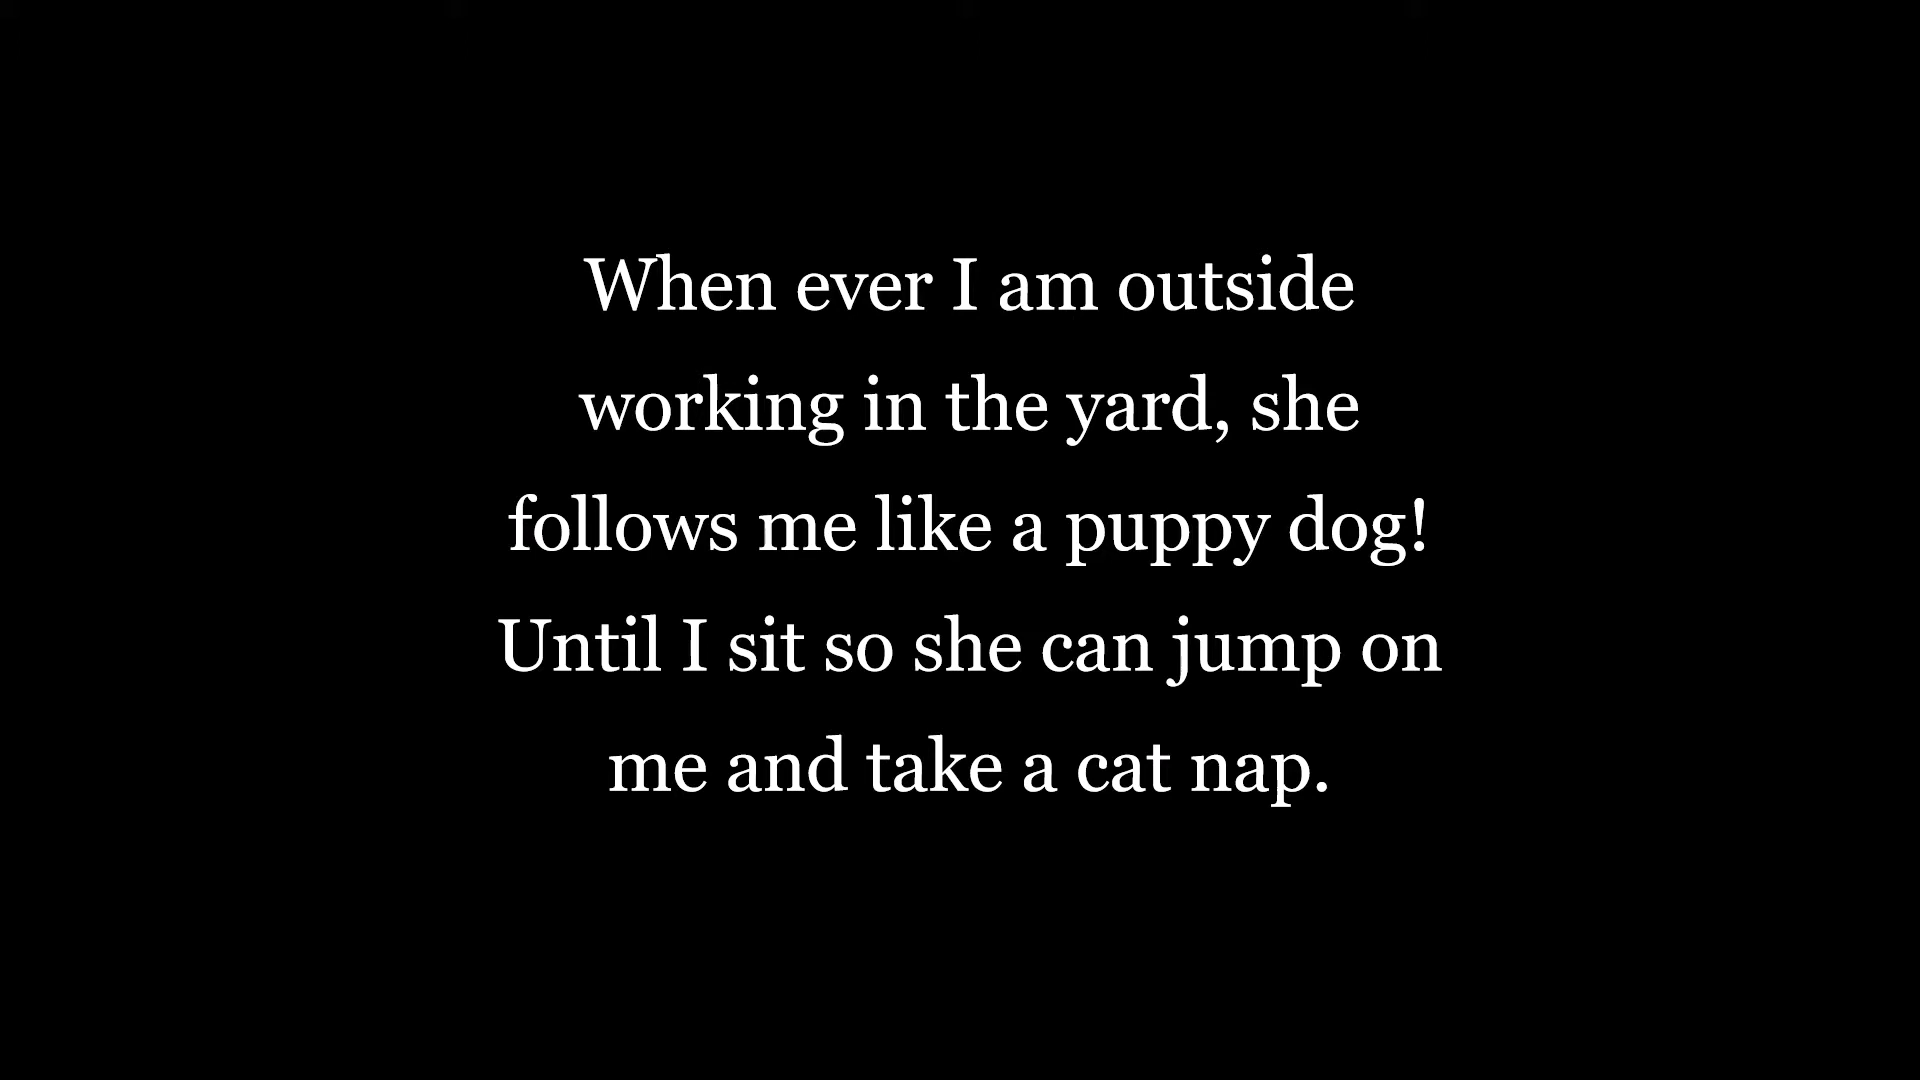 When ever I am outside
working in the yard, she
follows me like a puppy dog!
Until I sit so she can jump on
me and take a cat nap.